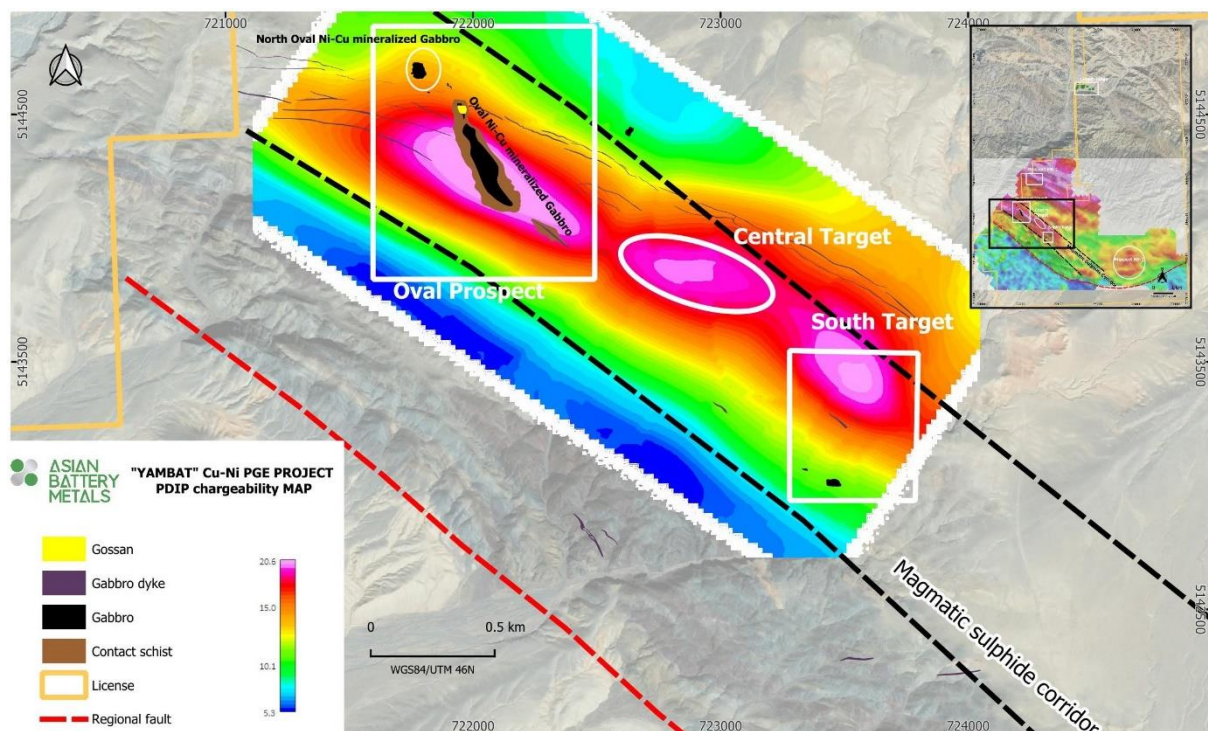 721000
722000
723000
724000
North Oval Ni-Cu mineralized Gabbro
Oval Ni-Cu mineralized Gabbro
5144500
5144500
Central Target
Oval Prospect
South Target
5143500
5143500
ASIAN
BATTERY
METALS
"YAMBAT" Cu-Ni PGE PROJECT
PDIP chargeability MAP
Gossan
Gabbro dyke
Gabbro
Contact schist
License
Regional fault
20.5
15.0
10.1
5.3
0
0.5 km
WGS84/UTM 46N
Magmatic sulphide corridor
722000
723000
724000